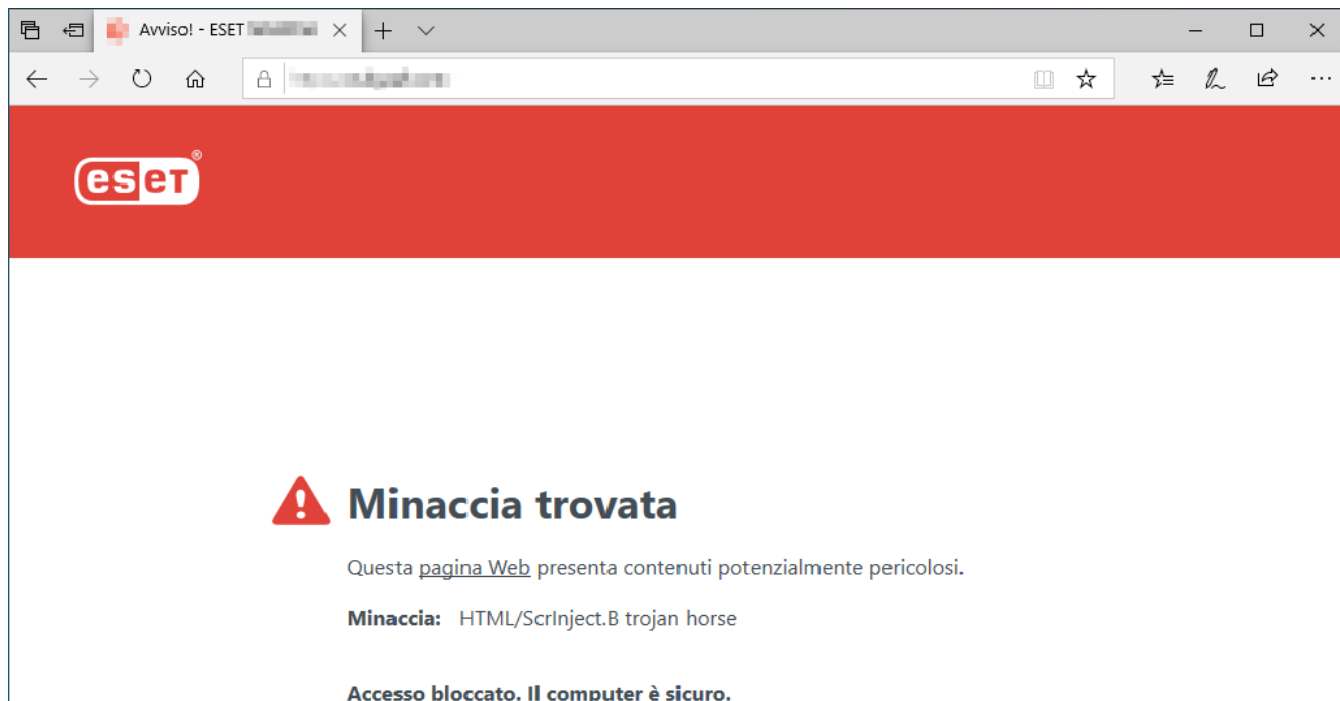 Avviso! - ESET
eseT®
Minaccia trovata
Questa pagina Web presenta contenuti potenzialmente pericolosi.
Minaccia: HTML/ScrInject.B trojan horse
Accesso bloccato. Il computer è sicuro.